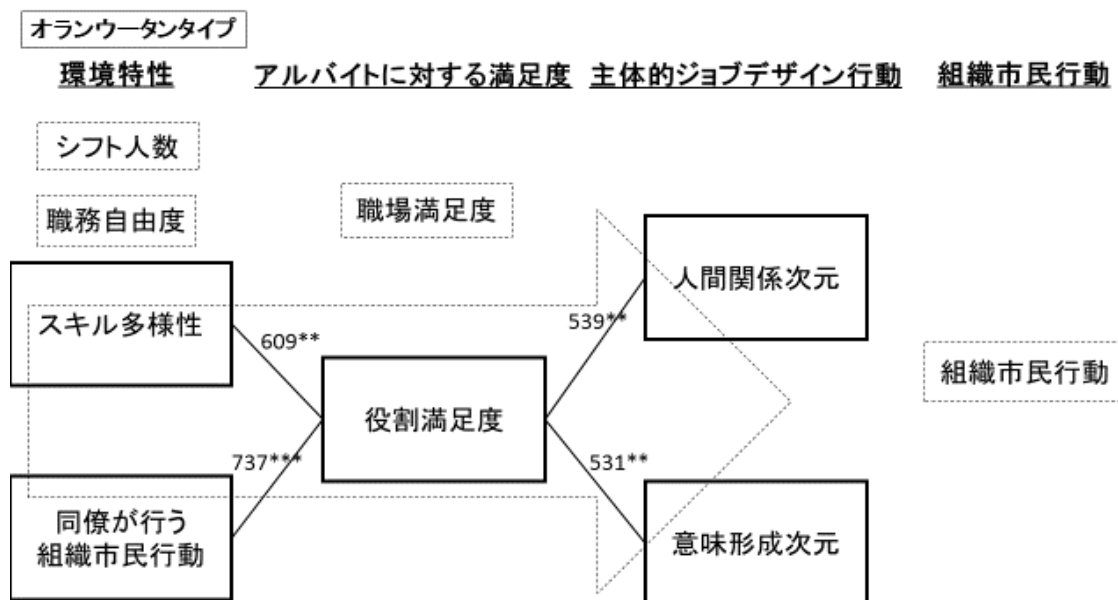 オランウータンタイプ
環境特性 アルバイトに対する満足度 主体的ジョブデザイン行動 組織市民行動
シフト人数
職務自由度
職場満足度
スキル多様性
人間関係次元
609**
539**
役割満足度
組織市民行動
737***
531**
同僚が行う
組織市民行動
意味形成次元